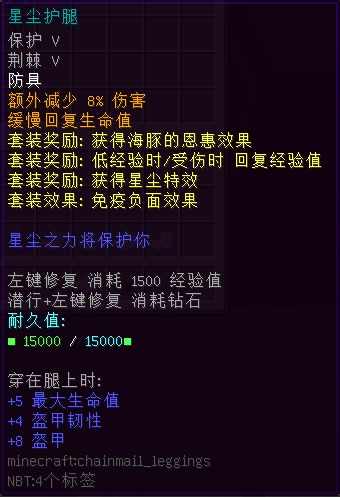 星尘护腿
保护 V
荆棘 V
防具
额外减少 8% 伤害
缓慢回复生命值
套装奖励: 获得海豚的恩惠效果
套装奖励: 低经验时/受伤时 回复经验值
套装奖励: 获得星尘特效
套装效果: 免疫负面效果
星尘之力将保护你
左键修复 消耗 1500 经验值
潜行+左键修复 消耗钻石
耐久值:
■ 15000 / 15000■
穿在腿上时:
+5 最大生命值
+4 盔甲韧性
+8 盔甲
minecraft:chainmail_leggings
NBT:4个标签